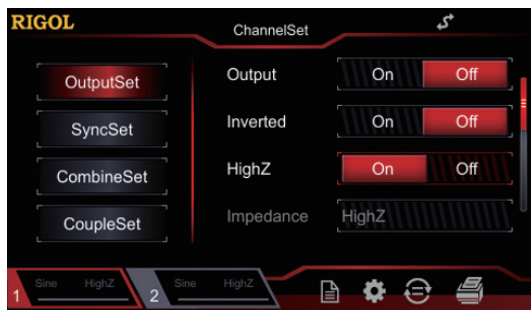 RIGOL
ChannelSet
OutputSet
Output On Off
SyncSet
Inverted On Off
CombineSet
HighZ On Off
CoupleSet
Impedance HighZ
1 Sine HighZ
2 Sine HighZ